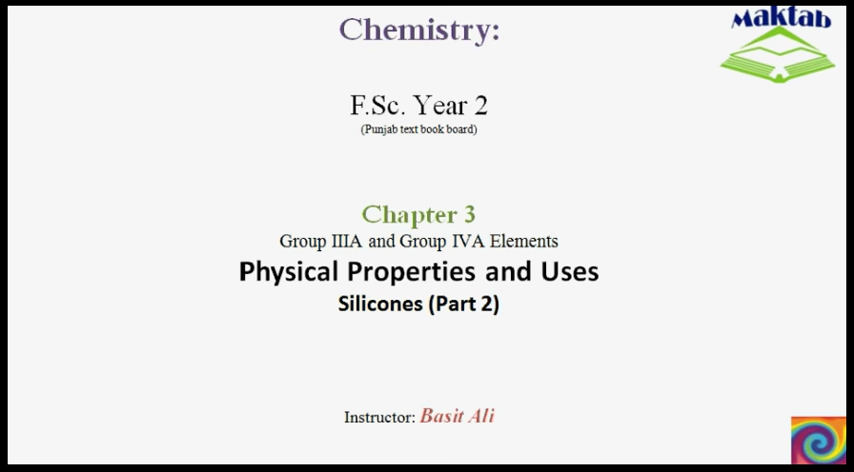 Maktab
Chemistry:
F.Sc. Year 2
(Punjab text book board)
Chapter 3
Group IIIA and Group IVA Elements
Physical Properties and Uses
Silicones (Part 2)
Instructor: Basit Ali